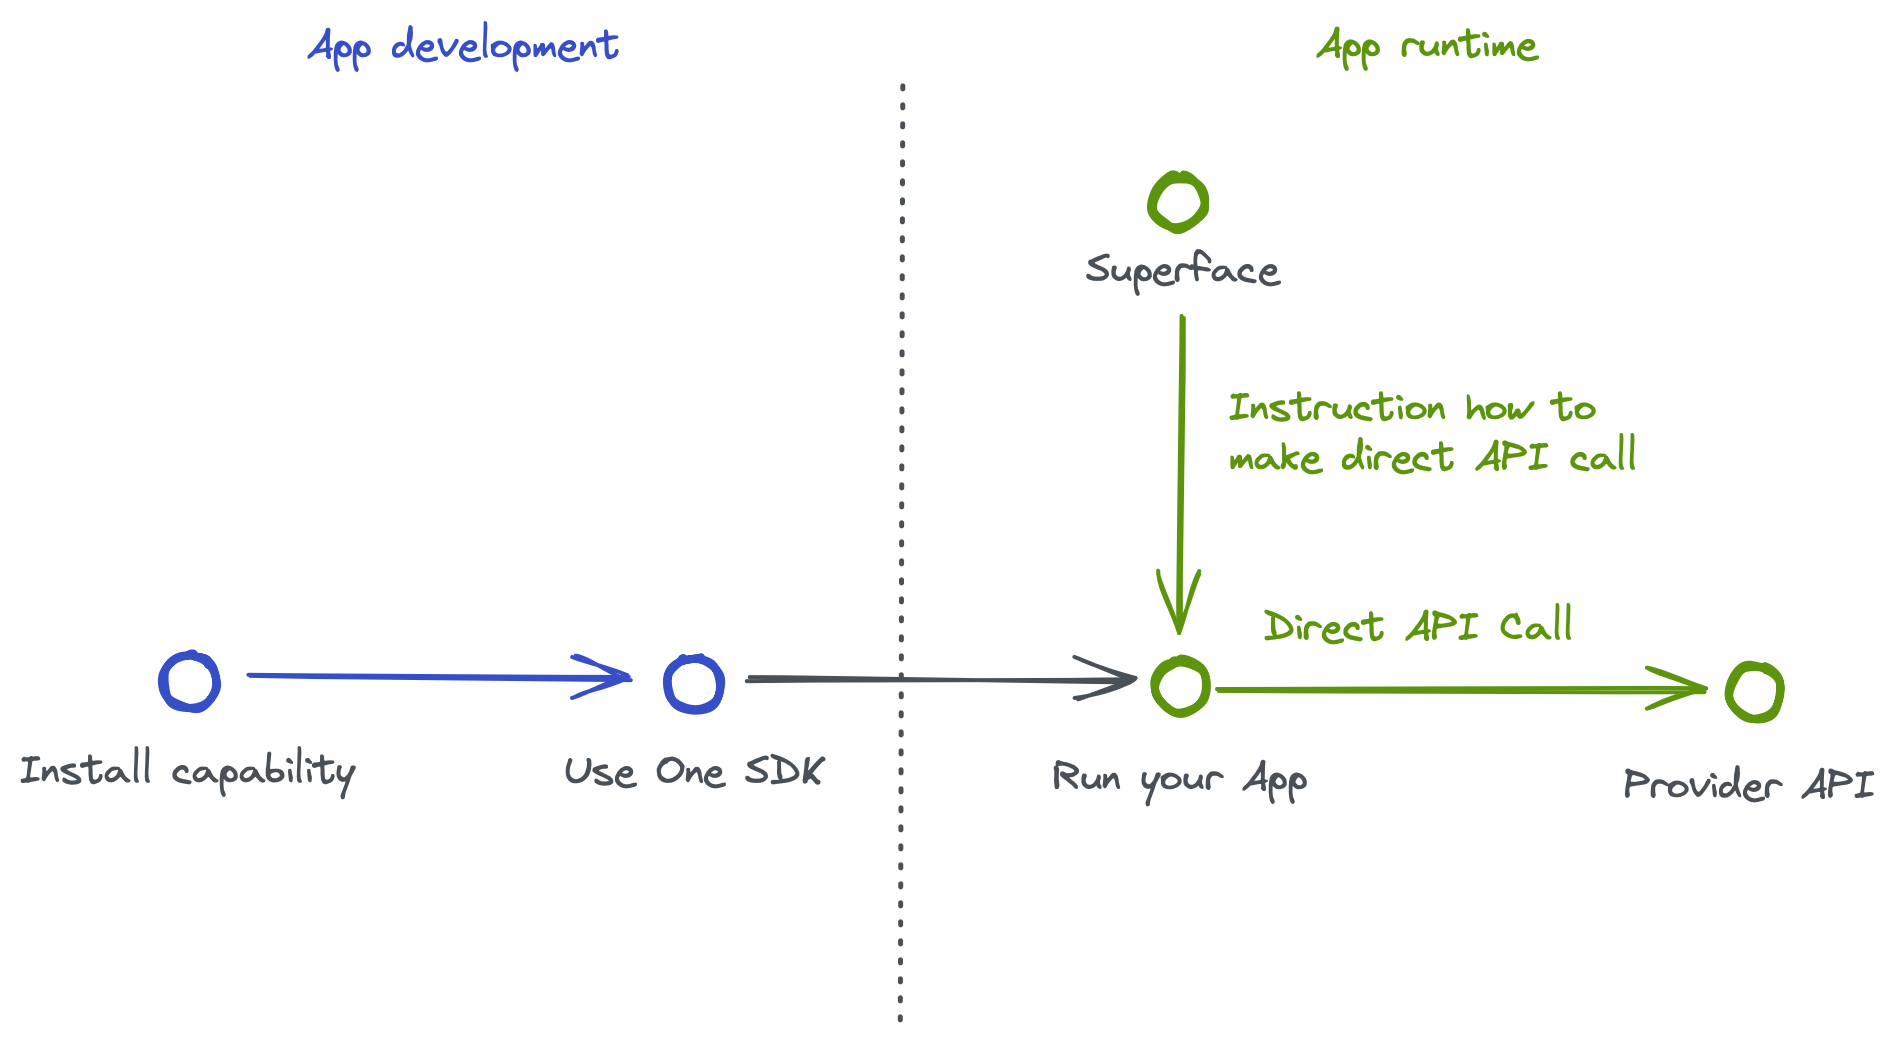 App development
App runtime
Superface
Instruction how to
make direct API call
Direct API Call
Install capability
Use One SDK
Run your App
Provider API